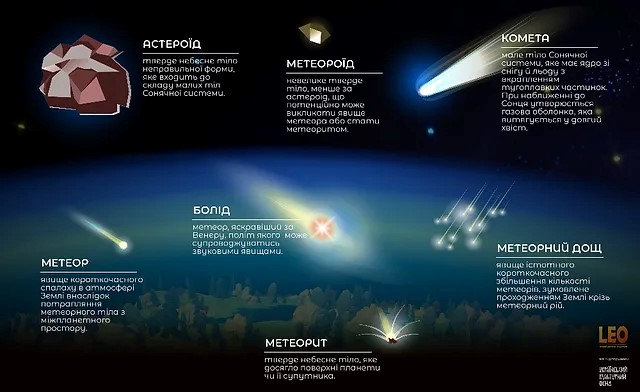 АСТЕРОЇД
тверде небесне тіло
неправильної форми,
яке входить до
складу малих тіл
Сонячної системи.
МЕТЕОРОЇД
невелике тверде
тіло, менше за
астероїд, що
потенційно може
викликати явище
метеора або стати
метеоритом.
КОМЕТА
мале тіло Сонячної
системи, яке має ядро зі
снігу й льоду з
вкрапленням
тугоплавких частинок.
При наближенні до
Сонця утворюється
газова оболонка, яка
витягується у довгий
хвіст.
БОЛІД
метеор, яскравіший за
Венеру, політ якого може
супроводжуватись
звуковими явищами.
МЕТЕОР
явище короткочасного
спалаху в атмосфері
Землі внаслідок
потрапляння
метеорного тіла з
міжпланетного
простору.
МЕТЕОРНИЙ ДОЩ
явище істотного
короткочасного
збільшення кількості
метеорів, зумовлене
проходженням Землі крізь
метеорний рій.
МЕТЕОРИТ
тверде небесне тіло, яке
досягло поверхні планети
чи її супутника.
LEO
УКРАЇНСЬКИЙ
КУЛЬТУРНИЙ
ФОНД